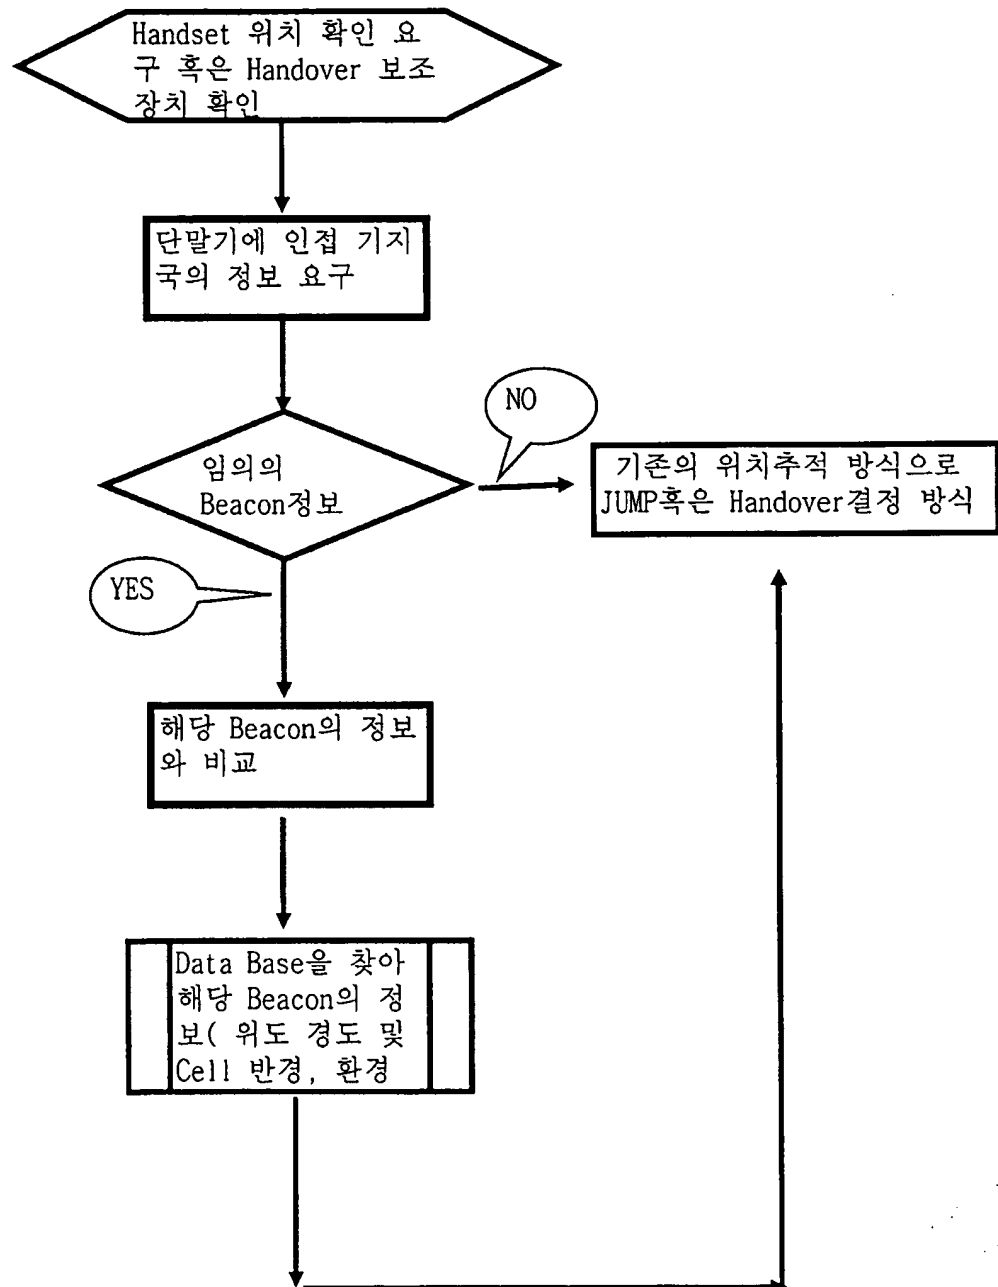 Handset 위치 확인 요
구 혹은 Handover 보조
장치 확인
단말기에 인접 기지
국의 정보 요구
NO
임의의
Beacon정보
기존의 위치추적 방식으로
JUMP혹은 Handover결정 방식
YES
해당 Beacon의 정보
와 비교
Data Base을 찾아
해당 Beacon의 정
보( 위도 경도 및
Cell 반경, 환경